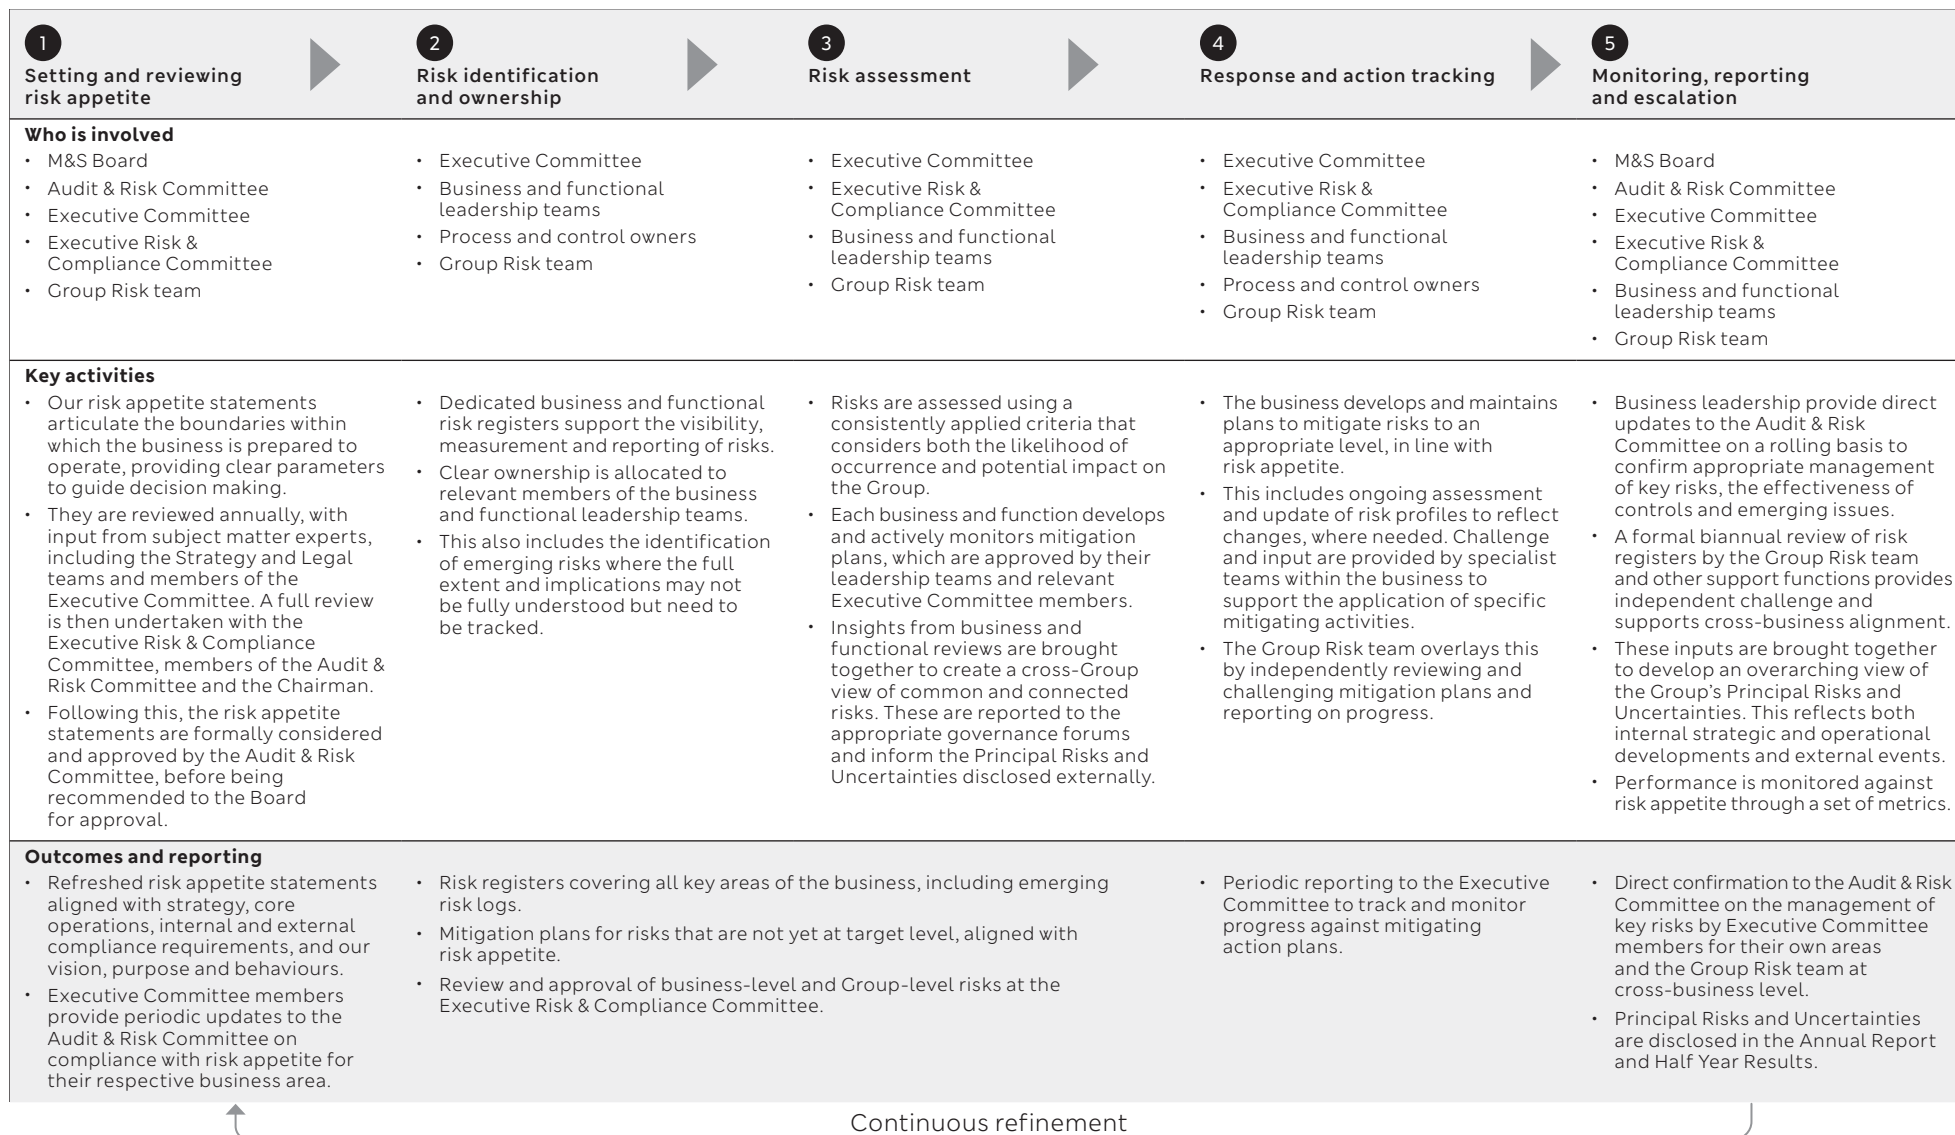 1
Setting and reviewing
risk appetite
2
Risk identification
and ownership
3
Risk assessment
4
Response and action tracking
5
Monitoring, reporting
and escalation
Who is involved
• M&S Board
• Audit & Risk Committee
• Executive Committee
• Executive Risk &
Compliance Committee
• Group Risk team
• Executive Committee
• Business and functional
leadership teams
• Process and control owners
• Group Risk team
• Executive Committee
• Executive Risk &
Compliance Committee
• Business and functional
leadership teams
• Group Risk team
• Executive Committee
• Executive Risk &
Compliance Committee
• Business and functional
leadership teams
• Process and control owners
• Group Risk team
• M&S Board
• Audit & Risk Committee
• Executive Committee
• Executive Risk &
Compliance Committee
• Business and functional
leadership teams
• Group Risk team
Key activities
• Our risk appetite statements
articulate the boundaries within
which the business is prepared to
operate, providing clear parameters
to guide decision making.
• They are reviewed annually, with
input from subject matter experts,
including the Strategy and Legal
teams and members of the
Executive Committee. A full review
is then undertaken with the
Executive Risk & Compliance
Committee, members of the Audit &
Risk Committee and the Chairman.
• Following this, the risk appetite
statements are formally considered
and approved by the Audit & Risk
Committee, before being
recommended to the Board
for approval.
• Dedicated business and functional
risk registers support the visibility,
measurement and reporting of risks.
• Clear ownership is allocated to
relevant members of the business
and functional leadership teams.
• This also includes the identification
of emerging risks where the full
extent and implications may not
be fully understood but need to
be tracked.
• Risks are assessed using a
consistently applied criteria that
considers both the likelihood of
occurrence and potential impact on
the Group.
• Each business and function develops
and actively monitors mitigation
plans, which are approved by their
leadership teams and relevant
Executive Committee members.
• Insights from business and
functional reviews are brought
together to create a cross-Group
view of common and connected
risks. These are reported to the
appropriate governance forums
and inform the Principal Risks and
Uncertainties disclosed externally.
• The business develops and maintains
plans to mitigate risks to an
appropriate level, in line with
risk appetite.
• This includes ongoing assessment
and update of risk profiles to reflect
changes, where needed. Challenge
and input are provided by specialist
teams within the business to
support the application of specific
mitigating activities.
• The Group Risk team overlays this
by independently reviewing and
challenging mitigation plans and
reporting on progress.
• Business leadership provide direct
updates to the Audit & Risk
Committee on a rolling basis to
confirm appropriate management
of key risks, the effectiveness of
controls and emerging issues.
• A formal biannual review of risk
registers by the Group Risk team
and other support functions provides
independent challenge and
supports cross-business alignment.
• These inputs are brought together
to develop an overarching view of
the Group’s Principal Risks and
Uncertainties. This reflects both
internal strategic and operational
developments and external events.
• Performance is monitored against
risk appetite through a set of metrics.
Outcomes and reporting
• Refreshed risk appetite statements
aligned with strategy, core
operations, internal and external
compliance requirements, and our
vision, purpose and behaviours.
• Executive Committee members
provide periodic updates to the
Audit & Risk Committee on
compliance with risk appetite for
their respective business area.
• Risk registers covering all key areas of the business, including emerging
risk logs.
• Mitigation plans for risks that are not yet at target level, aligned with
risk appetite.
• Review and approval of business-level and Group-level risks at the
Executive Risk & Compliance Committee.
• Periodic reporting to the Executive
Committee to track and monitor
progress against mitigating
action plans.
• Direct confirmation to the Audit & Risk
Committee on the management of
key risks by Executive Committee
members for their own areas
and the Group Risk team at
cross-business level.
• Principal Risks and Uncertainties
are disclosed in the Annual Report
and Half Year Results.
Continuous refinement